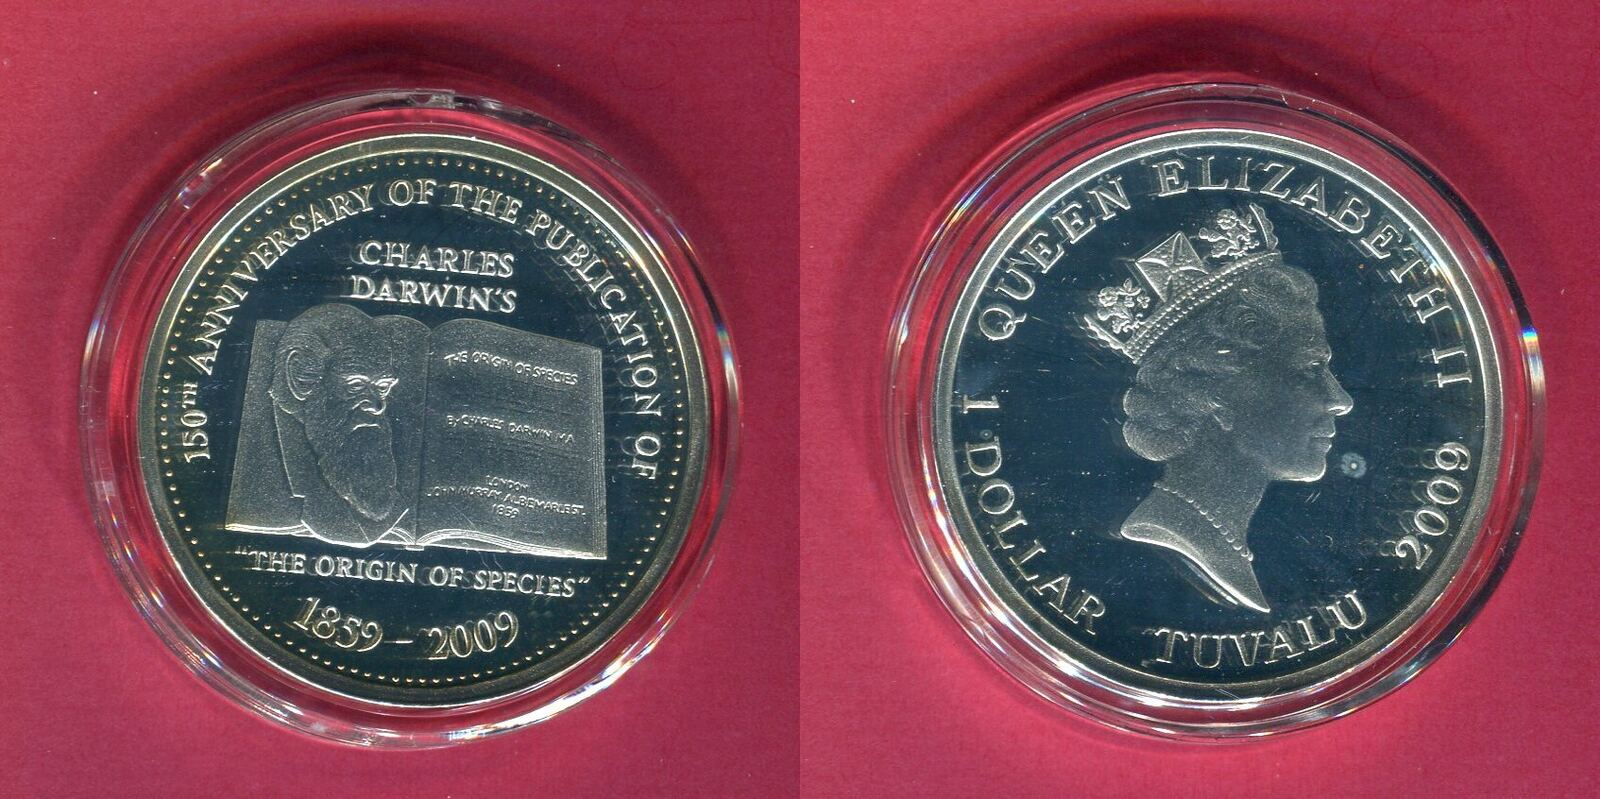 150TH ANNIVERSARY OF THE PUBLICATION OF
CHARLES
DARWIN'S
THE ORIGIN OF SPECIES
BY CHARLES DARWIN M.A.
LONDON
JOHN MURRAY, ALBEMARLE ST.
1859
"THE ORIGIN OF SPECIES"
1859 – 2009
QUEEN ELIZABETH II
1 DOLLAR TUVALU 2009